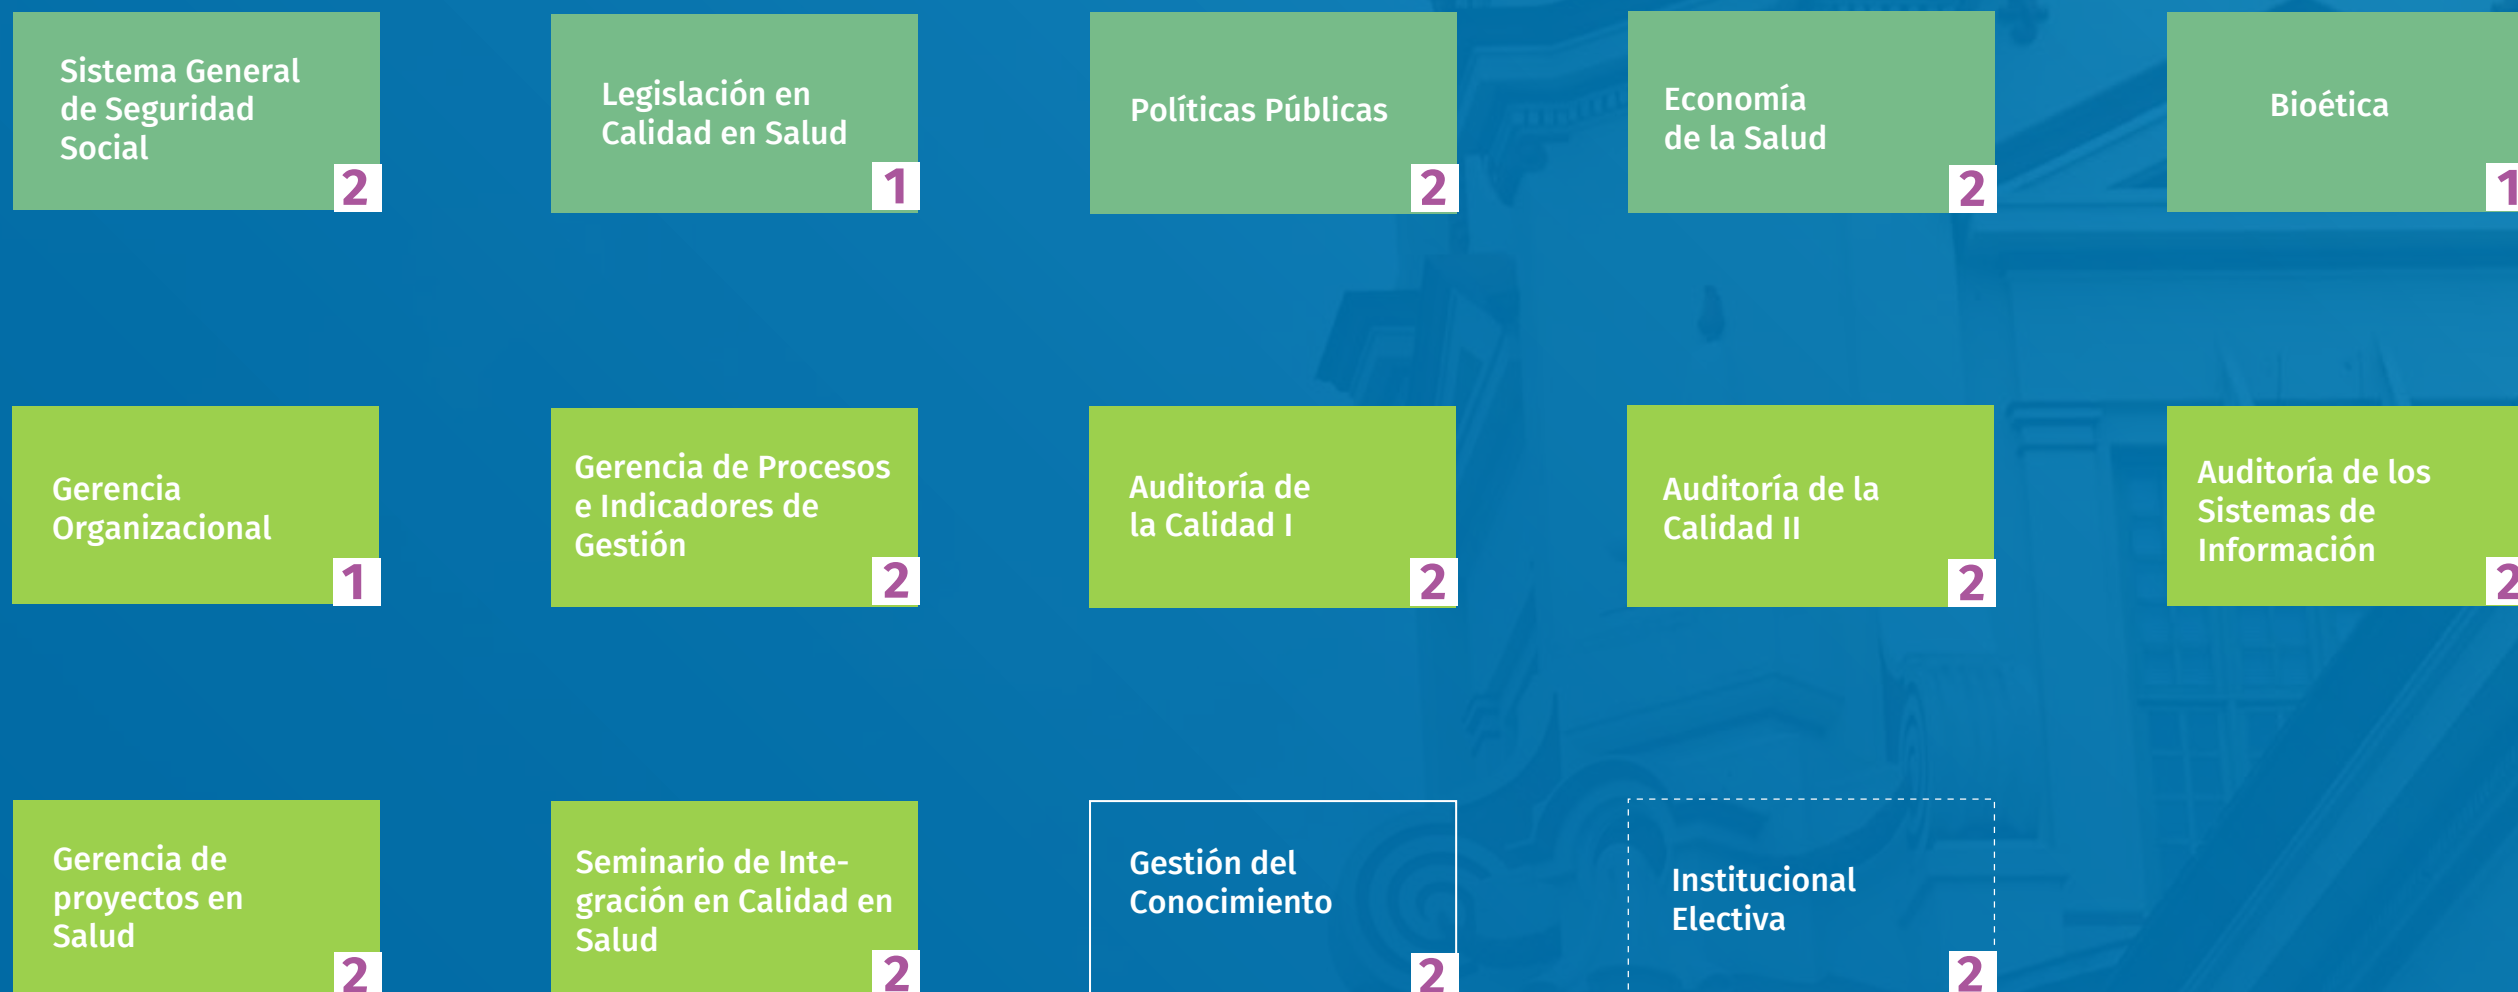 Sistema General
de Seguridad
Social
2
Legislación en
Calidad en Salud
1
Políticas Públicas
2
Economía
de la Salud
2
Bioética
1
Gerencia
Organizacional
1
Gerencia de Procesos
e Indicadores de
Gestión
2
Auditoría de
la Calidad I
2
Auditoría de la
Calidad II
2
Auditoría de los
Sistemas de
Información
2
Gerencia de
proyectos en
Salud
2
Seminario de Inte-
gración en Calidad en
Salud
2
Gestión del
Conocimiento
2
Institucional
Electiva
2